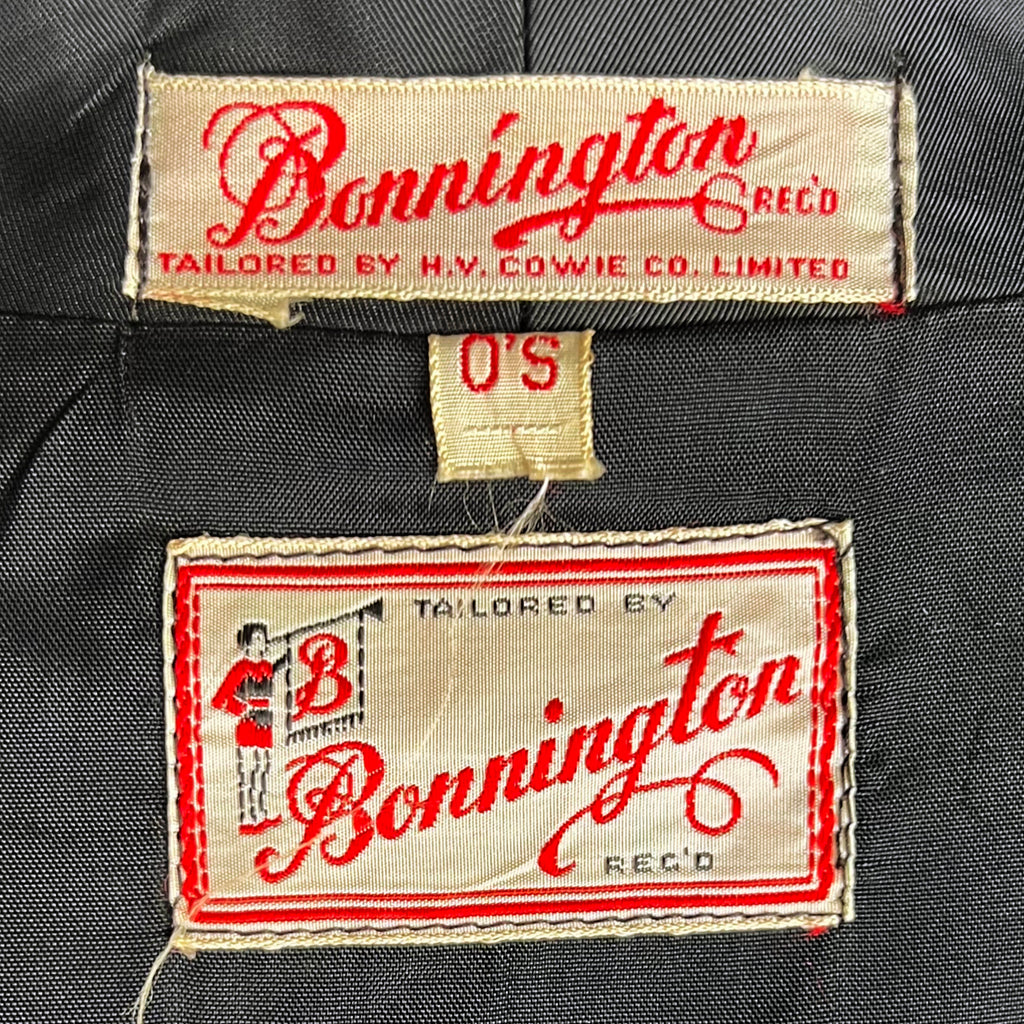 Bonnington
REG'D
TAILORED BY H.V. COWIE CO. LIMITED
O'S
TAILORED BY
B
Bonnington
REG'D